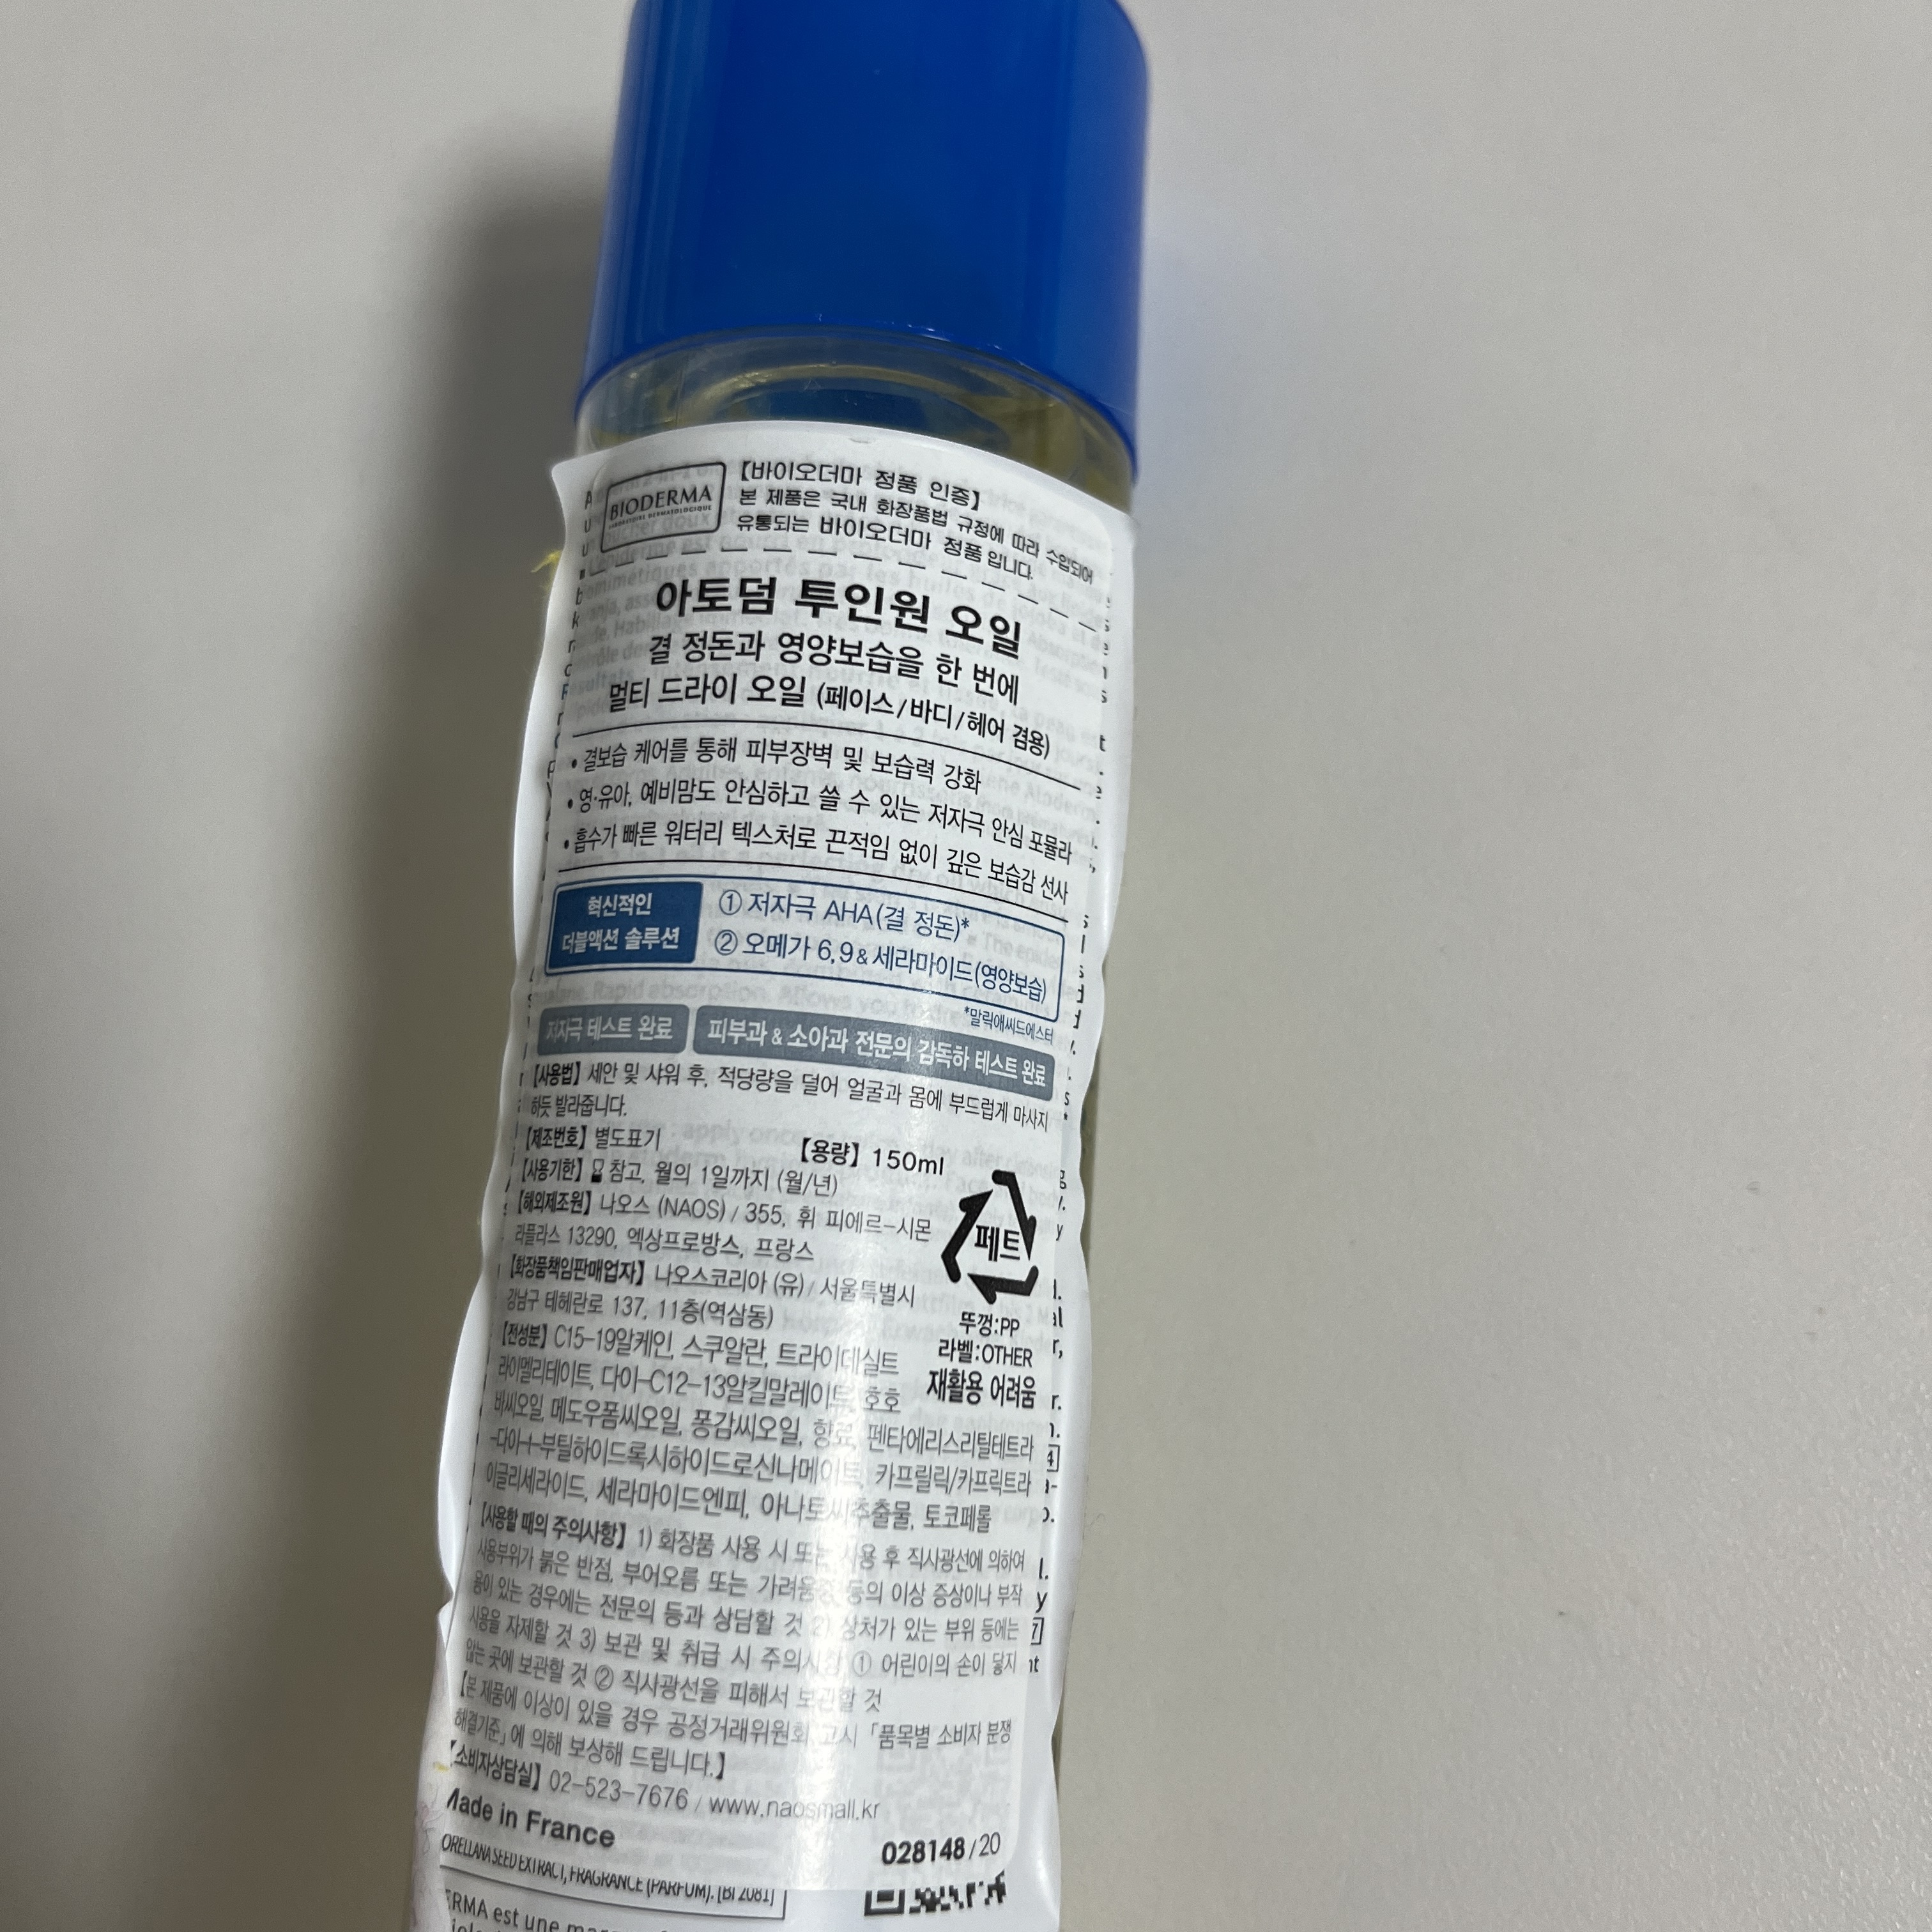 BIODERMA
LABORATOIRE DERMATOLOGIQUE
【바이오더마 정품 인증】
본 제품은 국내 화장품법 규정에 따라 수입되어
유통되는 바이오더마 정품 입니다.
아토덤 투인원 오일
결 정돈과 영양보습을 한 번에
멀티 드라이 오일 (페이스/바디/헤어 겸용)
• 결보습 케어를 통해 피부장벽 및 보습력 강화
• 영·유아, 예비맘도 안심하고 쓸 수 있는 저자극 안심 포뮬라
• 흡수가 빠른 워터리 텍스처로 끈적임 없이 깊은 보습감 선사
혁신적인
더블액션 솔루션
① 저자극 AHA(결 정돈)*
② 오메가 6,9 & 세라마이드(영양보습)
*말릭애씨드에스터
저자극 테스트 완료
피부과 & 소아과 전문의 감독하 테스트 완료
【사용법】 세안 및 샤워 후, 적당량을 덜어 얼굴과 몸에 부드럽게 마사지
하듯 발라줍니다.
【제조번호】 별도표기 【용량】 150ml
【사용기한】 참고, 월의 1일까지 (월/년)
【해외제조원】 나오스 (NAOS) / 355, 휘 피에르-시몬
라플라스 13290, 엑상프로방스, 프랑스
【화장품책임판매업자】 나오스코리아 (유) / 서울특별시
강남구 테헤란로 137, 11층(역삼동)
페트
뚜껑:PP
라벨:OTHER
재활용 어려움
【전성분】 C15-19알케인, 스쿠알란, 트라이데실트
라이멜리테이트, 다이-C12-13알킬말레이트, 호호
바씨오일, 메도우폼씨오일, 퐁감씨오일, 향료, 펜타에리스리틸테트라
-다이-t-부틸하이드록시하이드로신나메이트, 카프릴릭/카프릭트라
이글리세라이드, 세라마이드엔피, 아나토씨추출물, 토코페롤
【사용할 때의 주의사항】 1) 화장품 사용 시 또는 사용 후 직사광선에 의하여
사용부위가 붉은 반점, 부어오름 또는 가려움증 등의 이상 증상이나 부작
용이 있는 경우에는 전문의 등과 상담할 것 2) 상처가 있는 부위 등에는
사용을 자제할 것 3) 보관 및 취급 시 주의사항 ① 어린이의 손이 닿지
않는 곳에 보관할 것 ② 직사광선을 피해서 보관할 것
【본 제품에 이상이 있을 경우 공정거래위원회 고시 「품목별 소비자 분쟁
해결기준」에 의해 보상해 드립니다.】
【소비자상담실】 02-523-7676 / www.naosmall.kr
Made in France
028148/20
ORELLANA SEED EXTRACT, FRAGRANCE (PARFUM). [BI 2081]
ERMA est une